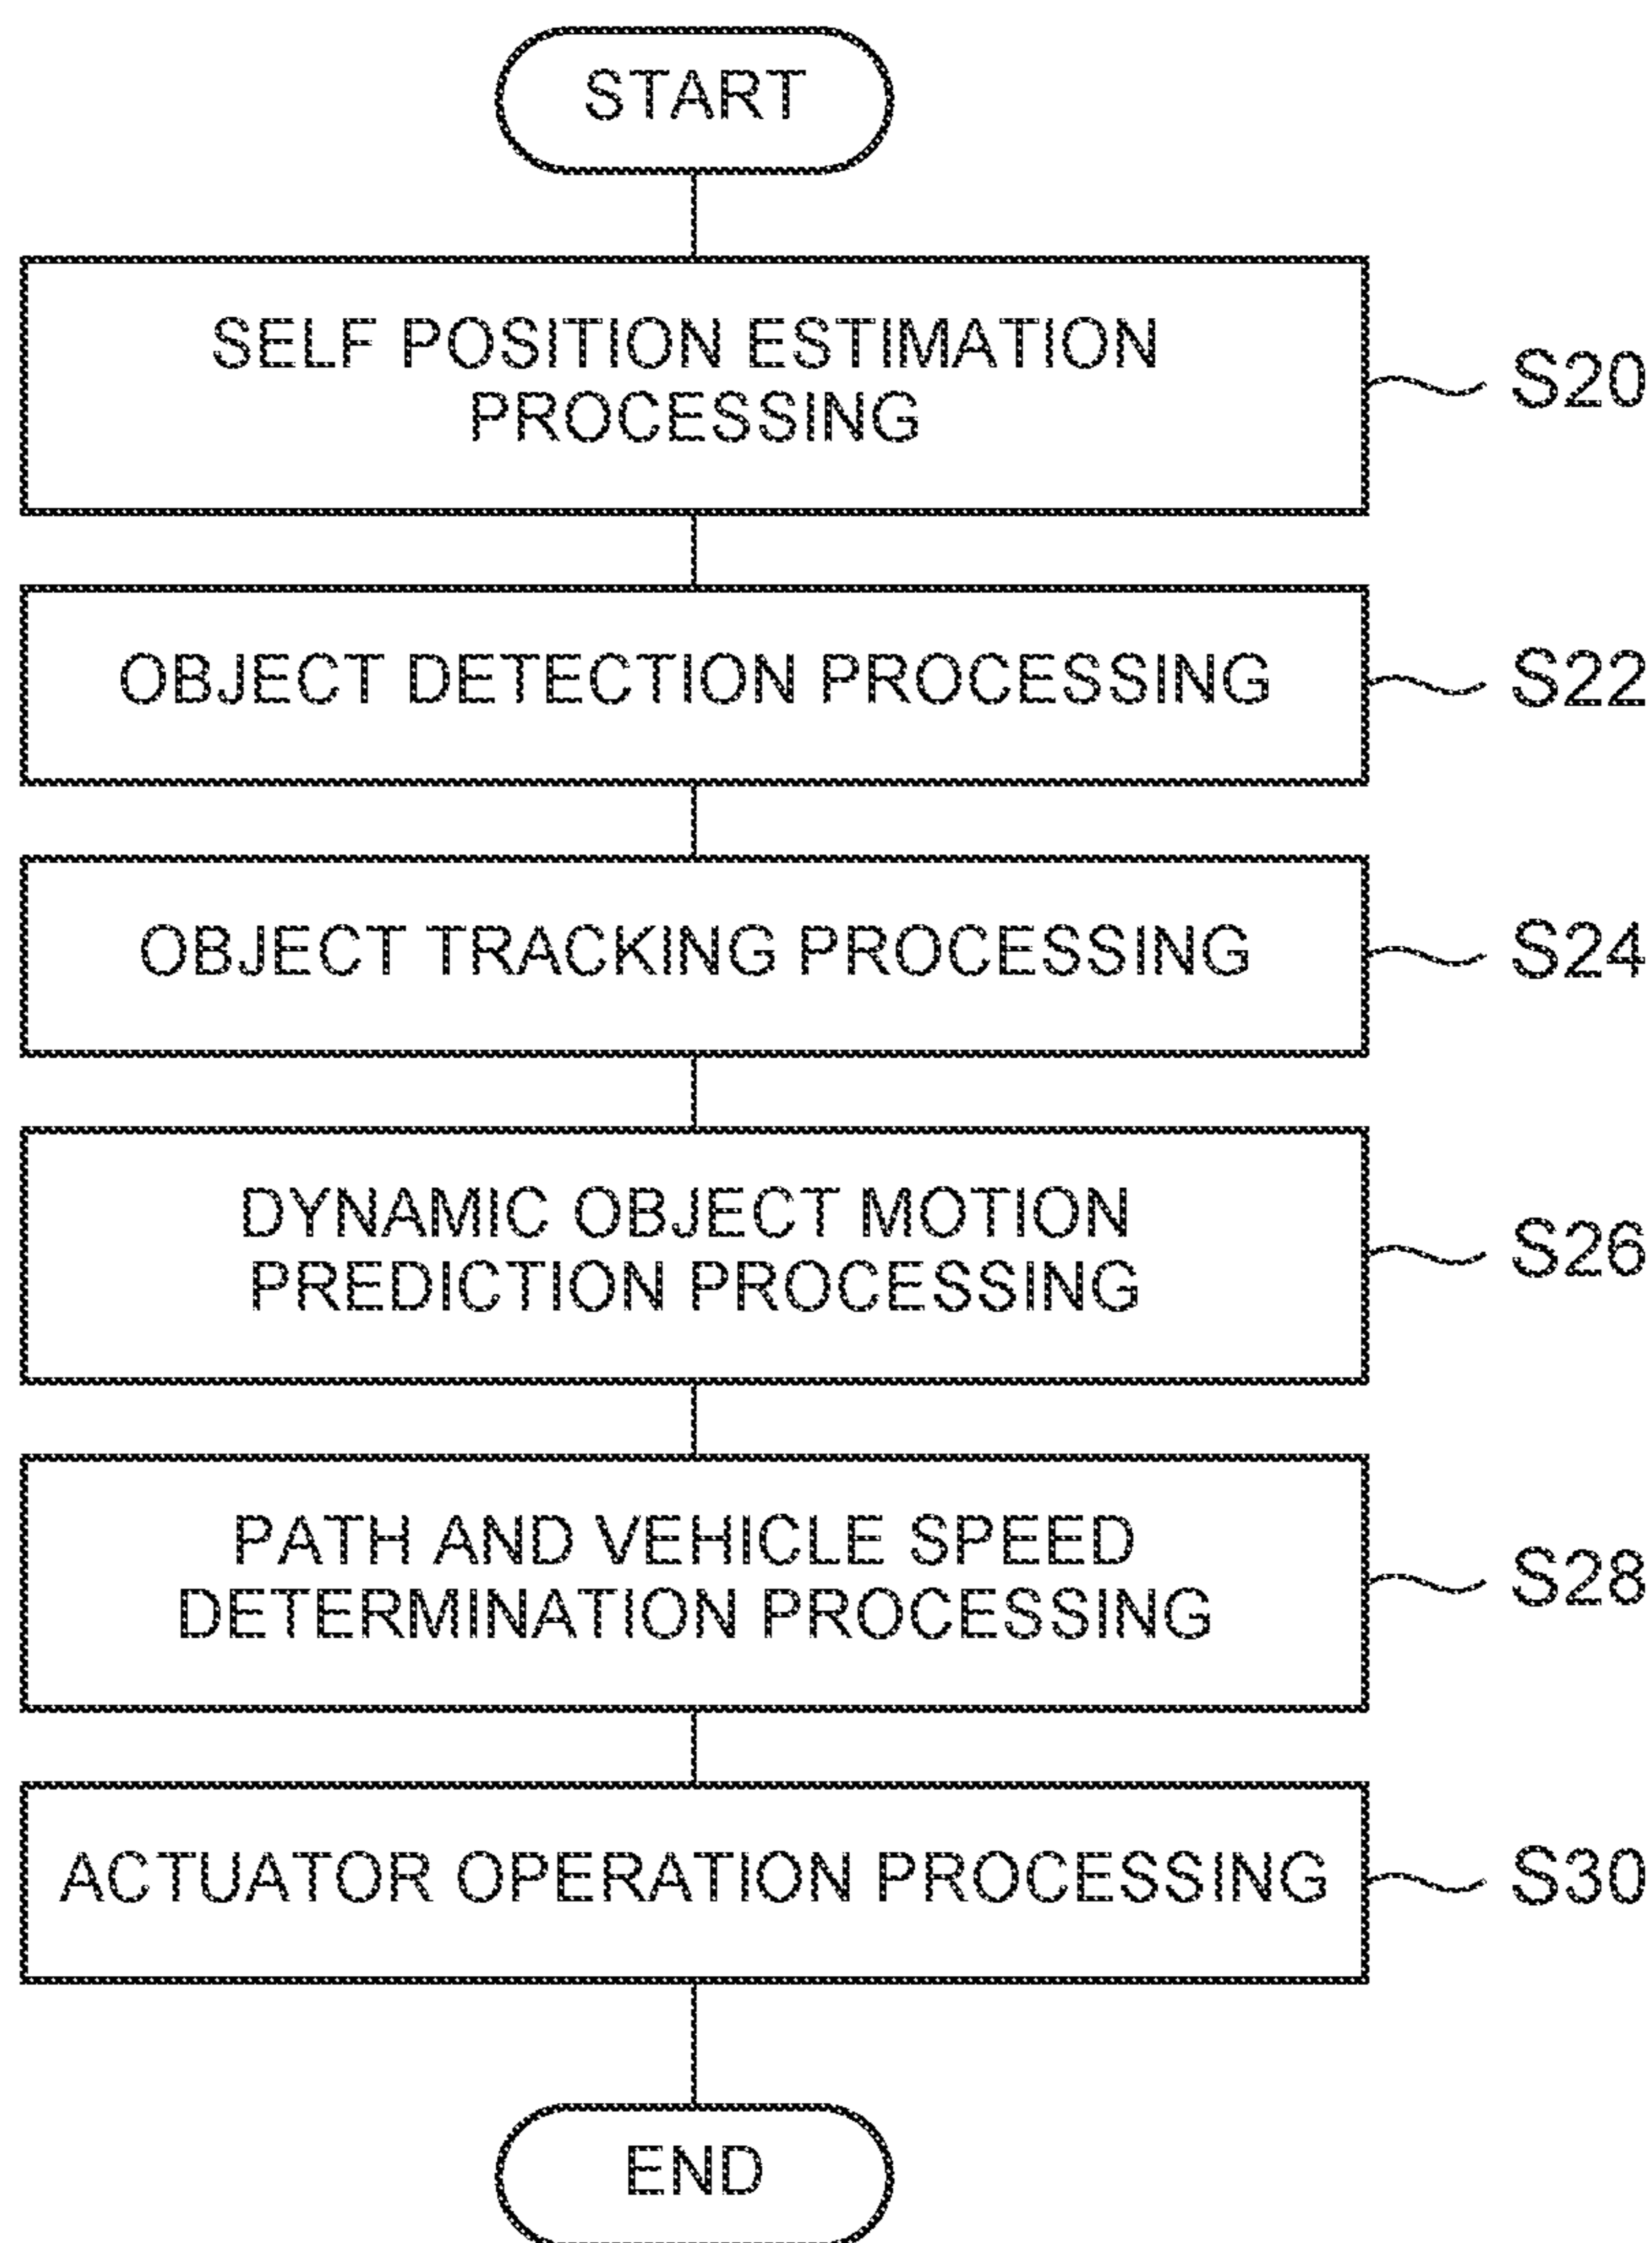 START
SELF POSITION ESTIMATION
PROCESSING
S20
OBJECT DETECTION PROCESSING
S22
OBJECT TRACKING PROCESSING
S24
DYNAMIC OBJECT MOTION
PREDICTION PROCESSING
S26
PATH AND VEHICLE SPEED
DETERMINATION PROCESSING
S28
ACTUATOR OPERATION PROCESSING
S30
END